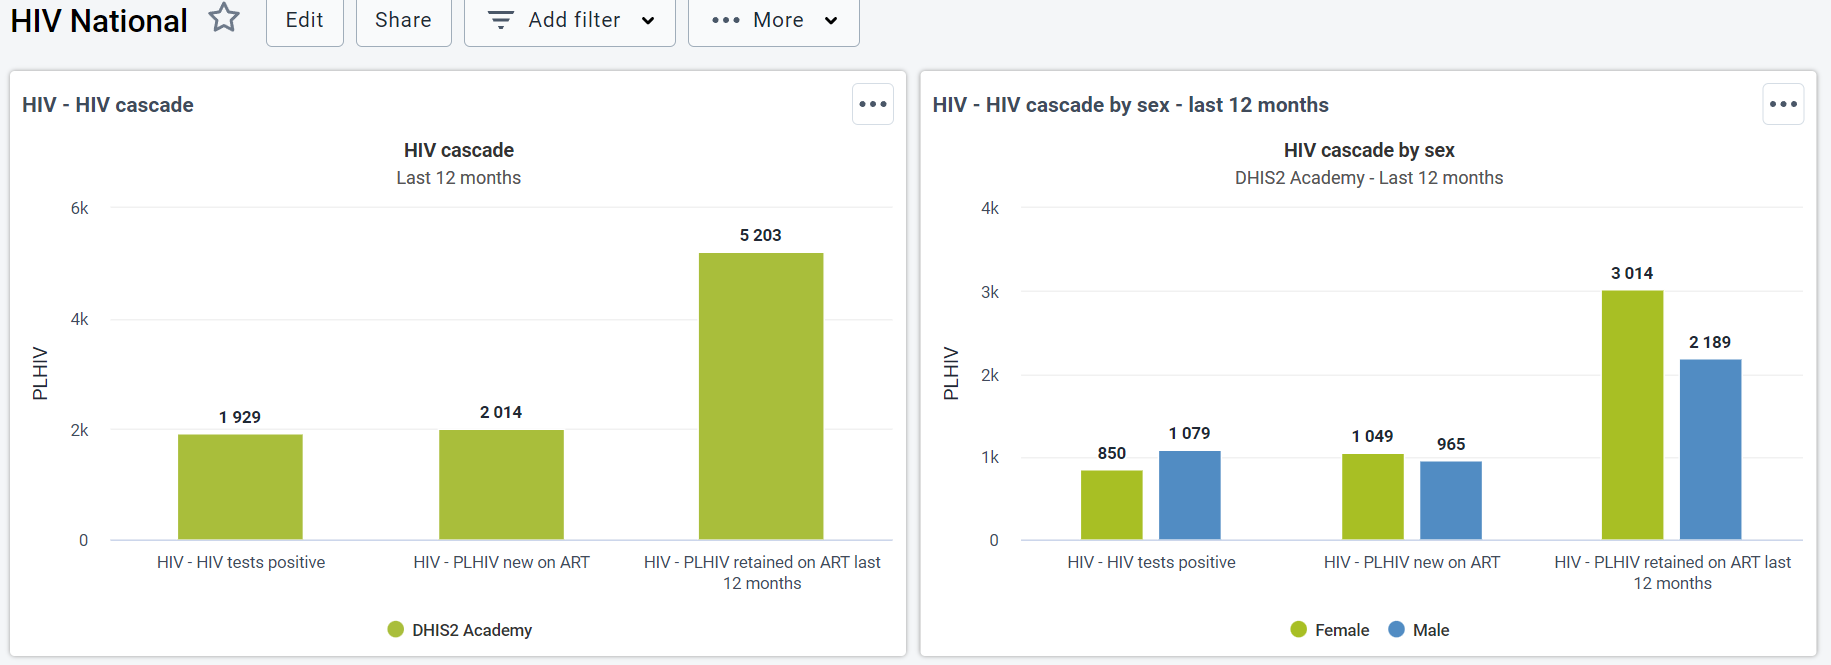 HIV National
Edit
Share
Add filter
More
HIV - HIV cascade
HIV cascade
Last 12 months
6k
4k
2k
0
PLHIV
1 929
2 014
5 203
HIV - HIV tests positive
HIV - PLHIV new on ART
HIV - PLHIV retained on ART last
12 months
DHIS2 Academy
HIV - HIV cascade by sex - last 12 months
HIV cascade by sex
DHIS2 Academy - Last 12 months
4k
3k
2k
1k
0
PLHIV
850
1 079
1 049
965
3 014
2 189
HIV - HIV tests positive
HIV - PLHIV new on ART
HIV - PLHIV retained on ART last
12 months
Female
Male